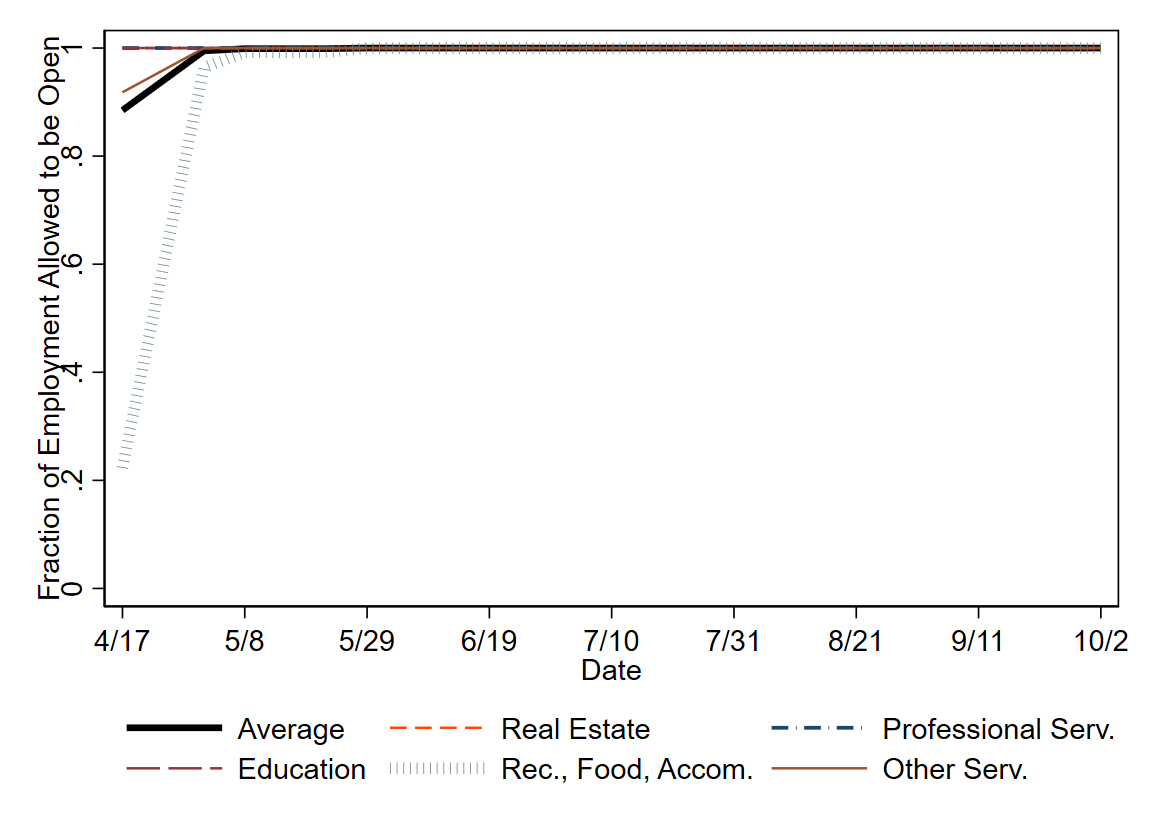 Fraction of Employment Allowed to be Open
1
.8
.6
.4
.2
0
4/17 5/8 5/29 6/19 7/10 7/31 8/21 9/11 10/2
Date
Average Real Estate Professional Serv.
Education Rec., Food, Accom. Other Serv.